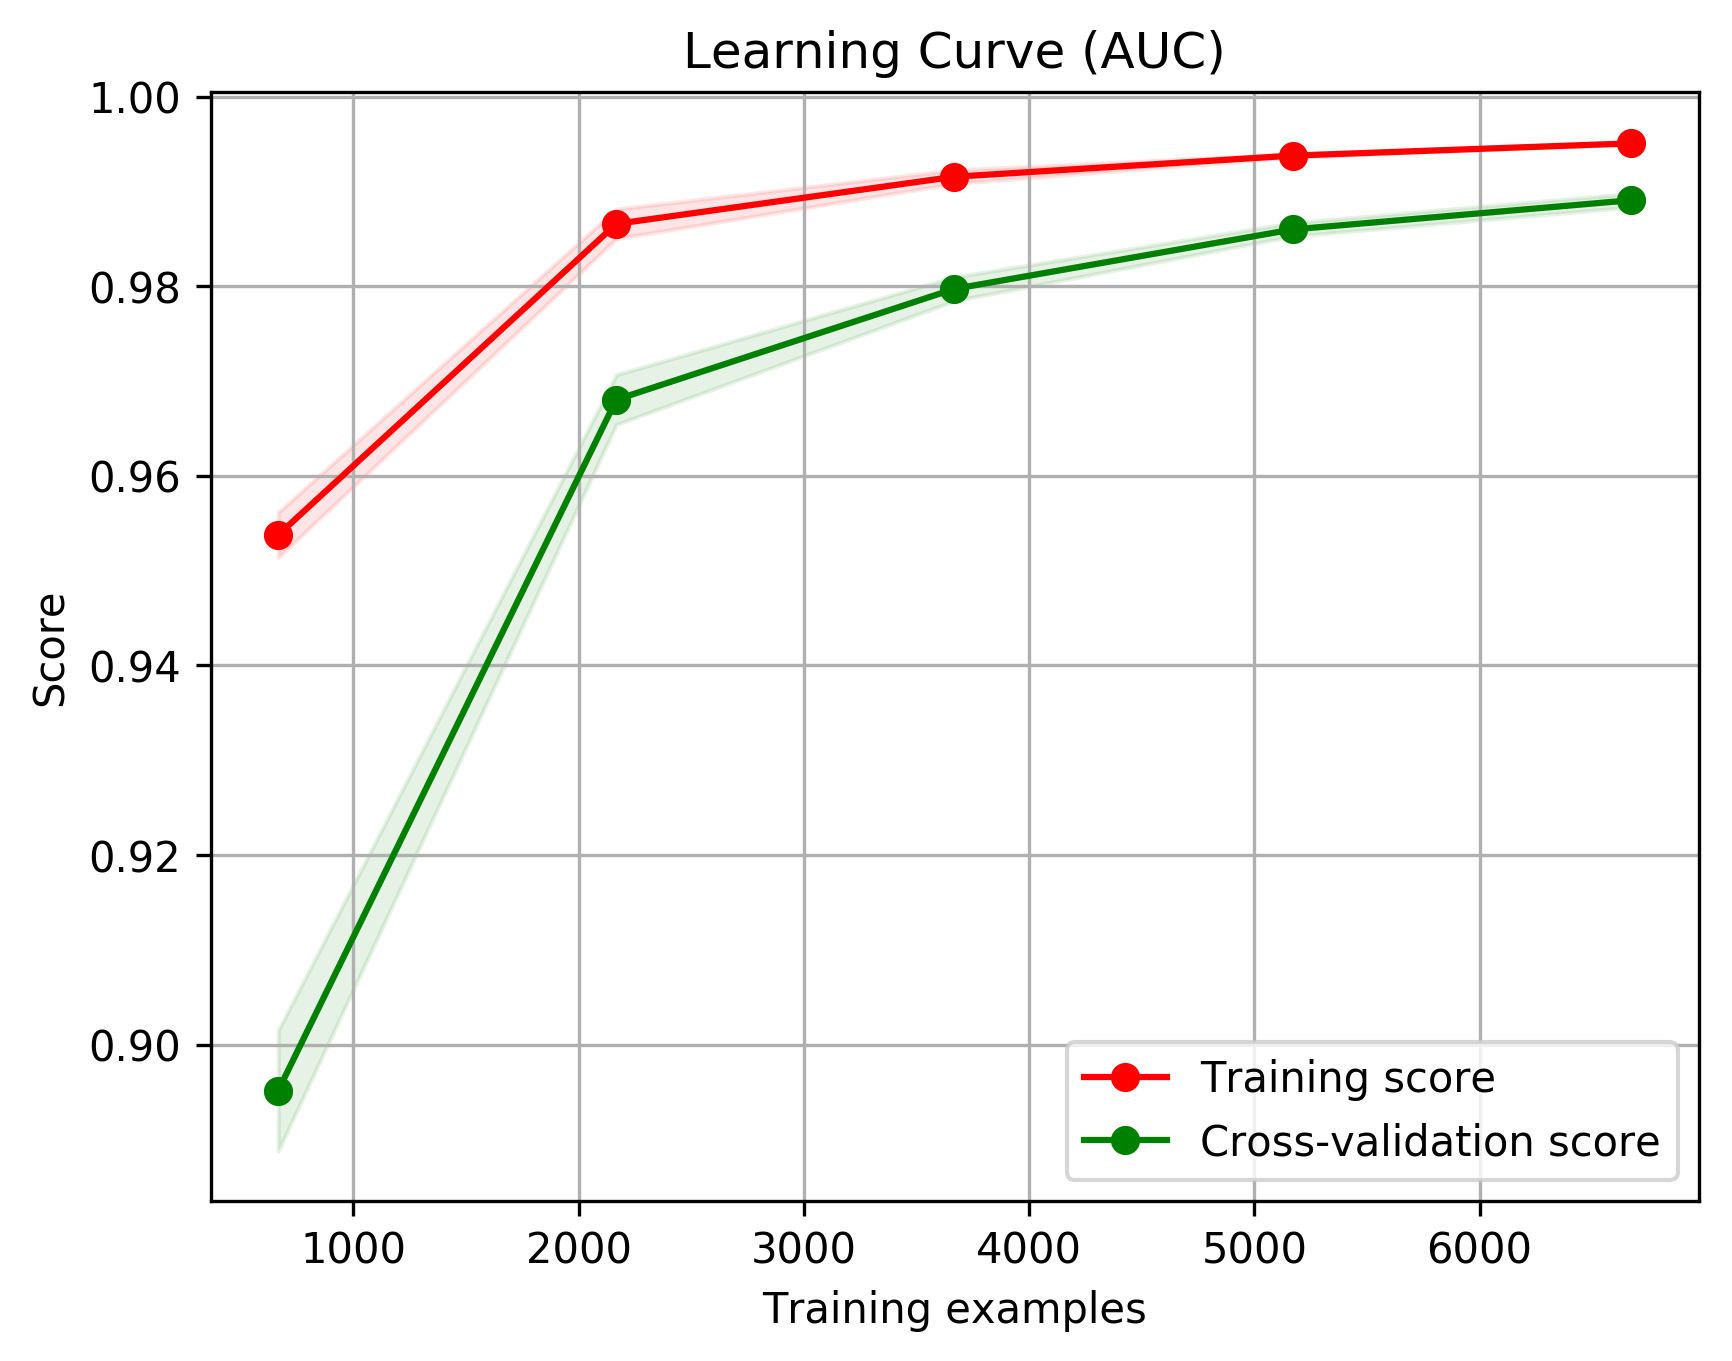 Learning Curve (AUC)
1.00
0.98
0.96
0.94
0.92
0.90
Score
1000 2000 3000 4000 5000 6000
Training examples
Training score
Cross-validation score